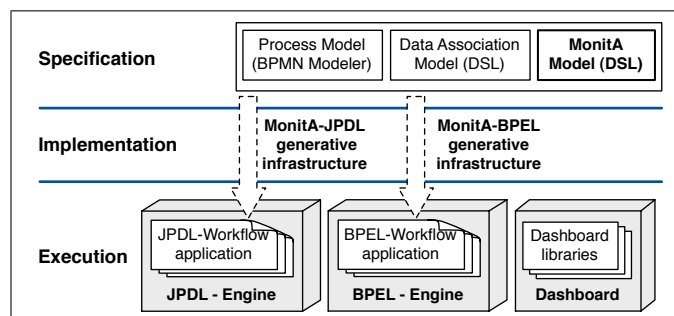 Specification
Process Model
(BPMN Modeler)
Data Association
Model (DSL)
MonitA
Model (DSL)
Implementation
MonitA-JPDL
generative
infrastructure
MonitA-BPEL
generative
infrastructure
Execution
JPDL-Workflow
application
JPDL - Engine
BPEL-Workflow
application
BPEL - Engine
Dashboard
libraries
Dashboard